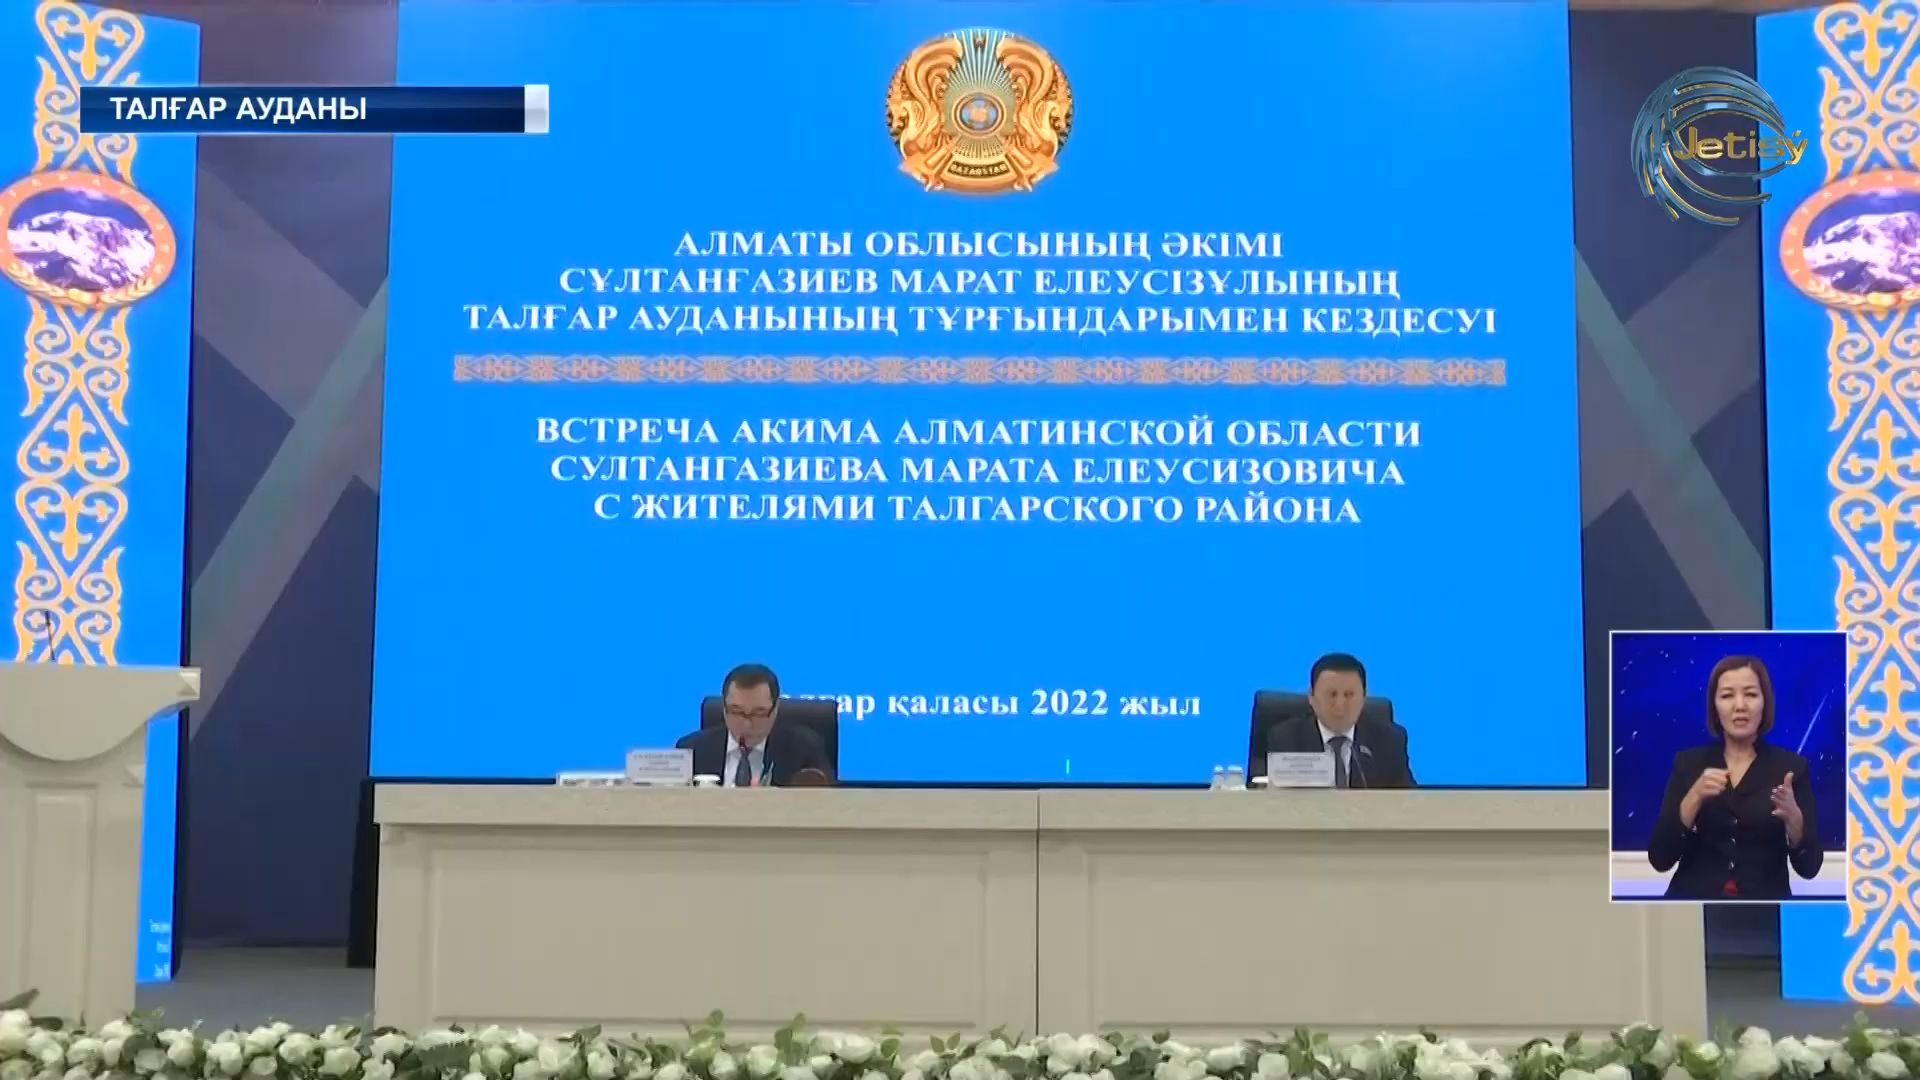 ТАЛҒАР АУДАНЫ
Jetisý
QAZAQSTAN
АЛМАТЫ ОБЛЫСЫНЫҢ ӘКІМІ
СҰЛТАНҒАЗИЕВ МАРАТ ЕЛЕУСІЗҰЛЫНЫҢ
ТАЛҒАР АУДАНЫНЫҢ ТҰРҒЫНДАРЫМЕН КЕЗДЕСУІ
ВСТРЕЧА АКИМА АЛМАТИНСКОЙ ОБЛАСТИ
СУЛТАНГАЗИЕВА МАРАТА ЕЛЕУСИЗОВИЧА
С ЖИТЕЛЯМИ ТАЛГАРСКОГО РАЙОНА
қаласы 2022 жыл